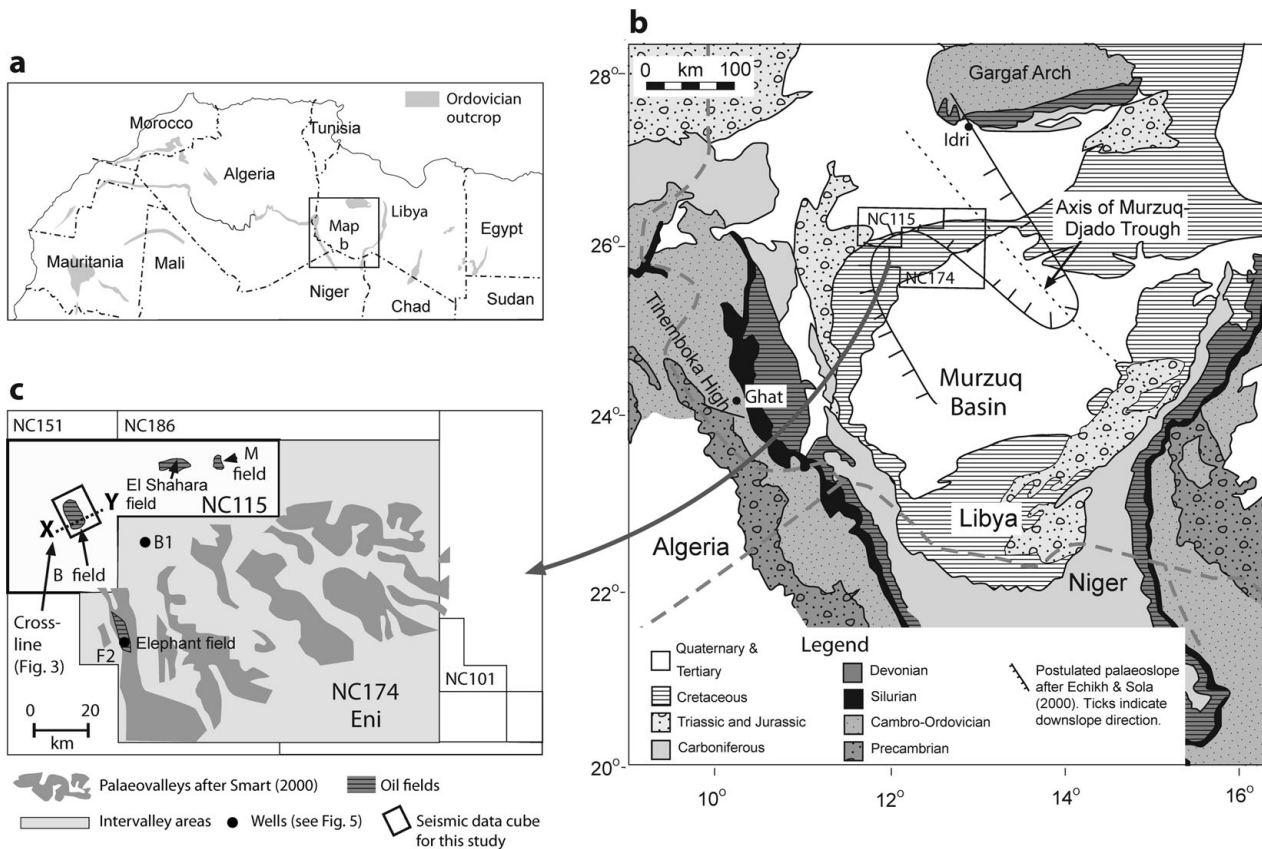 a
Ordovician
outcrop
Morocco
Tunisia
Algeria
Libya
Map
b
Egypt
Mauritania
Mali
Niger
Chad
Sudan
b
28°
26°
24°
22°
20°
0 km 100
Gargaf Arch
Idri
NC115
NC174
Axis of Murzuq-
Djado Trough
Tihemboka High
Ghat
Murzuq
Basin
Algeria
Libya
Niger
Legend
Quaternary &
Tertiary
Cretaceous
Triassic and Jurassic
Carboniferous
Devonian
Silurian
Cambro-Ordovician
Precambrian
Postulated palaeoslope
after Echikh & Sola
(2000). Ticks indicate
downslope direction.
10°
12°
14°
16°
c
NC151
NC186
M
field
El Shahara
field
NC115
X
Y
B1
B field
Cross-
line
(Fig. 3)
F2
Elephant field
NC174
Eni
NC101
0 20
km
Palaeovalleys after Smart (2000)
Oil fields
Intervalley areas
Wells (see Fig. 5)
Seismic data cube
for this study